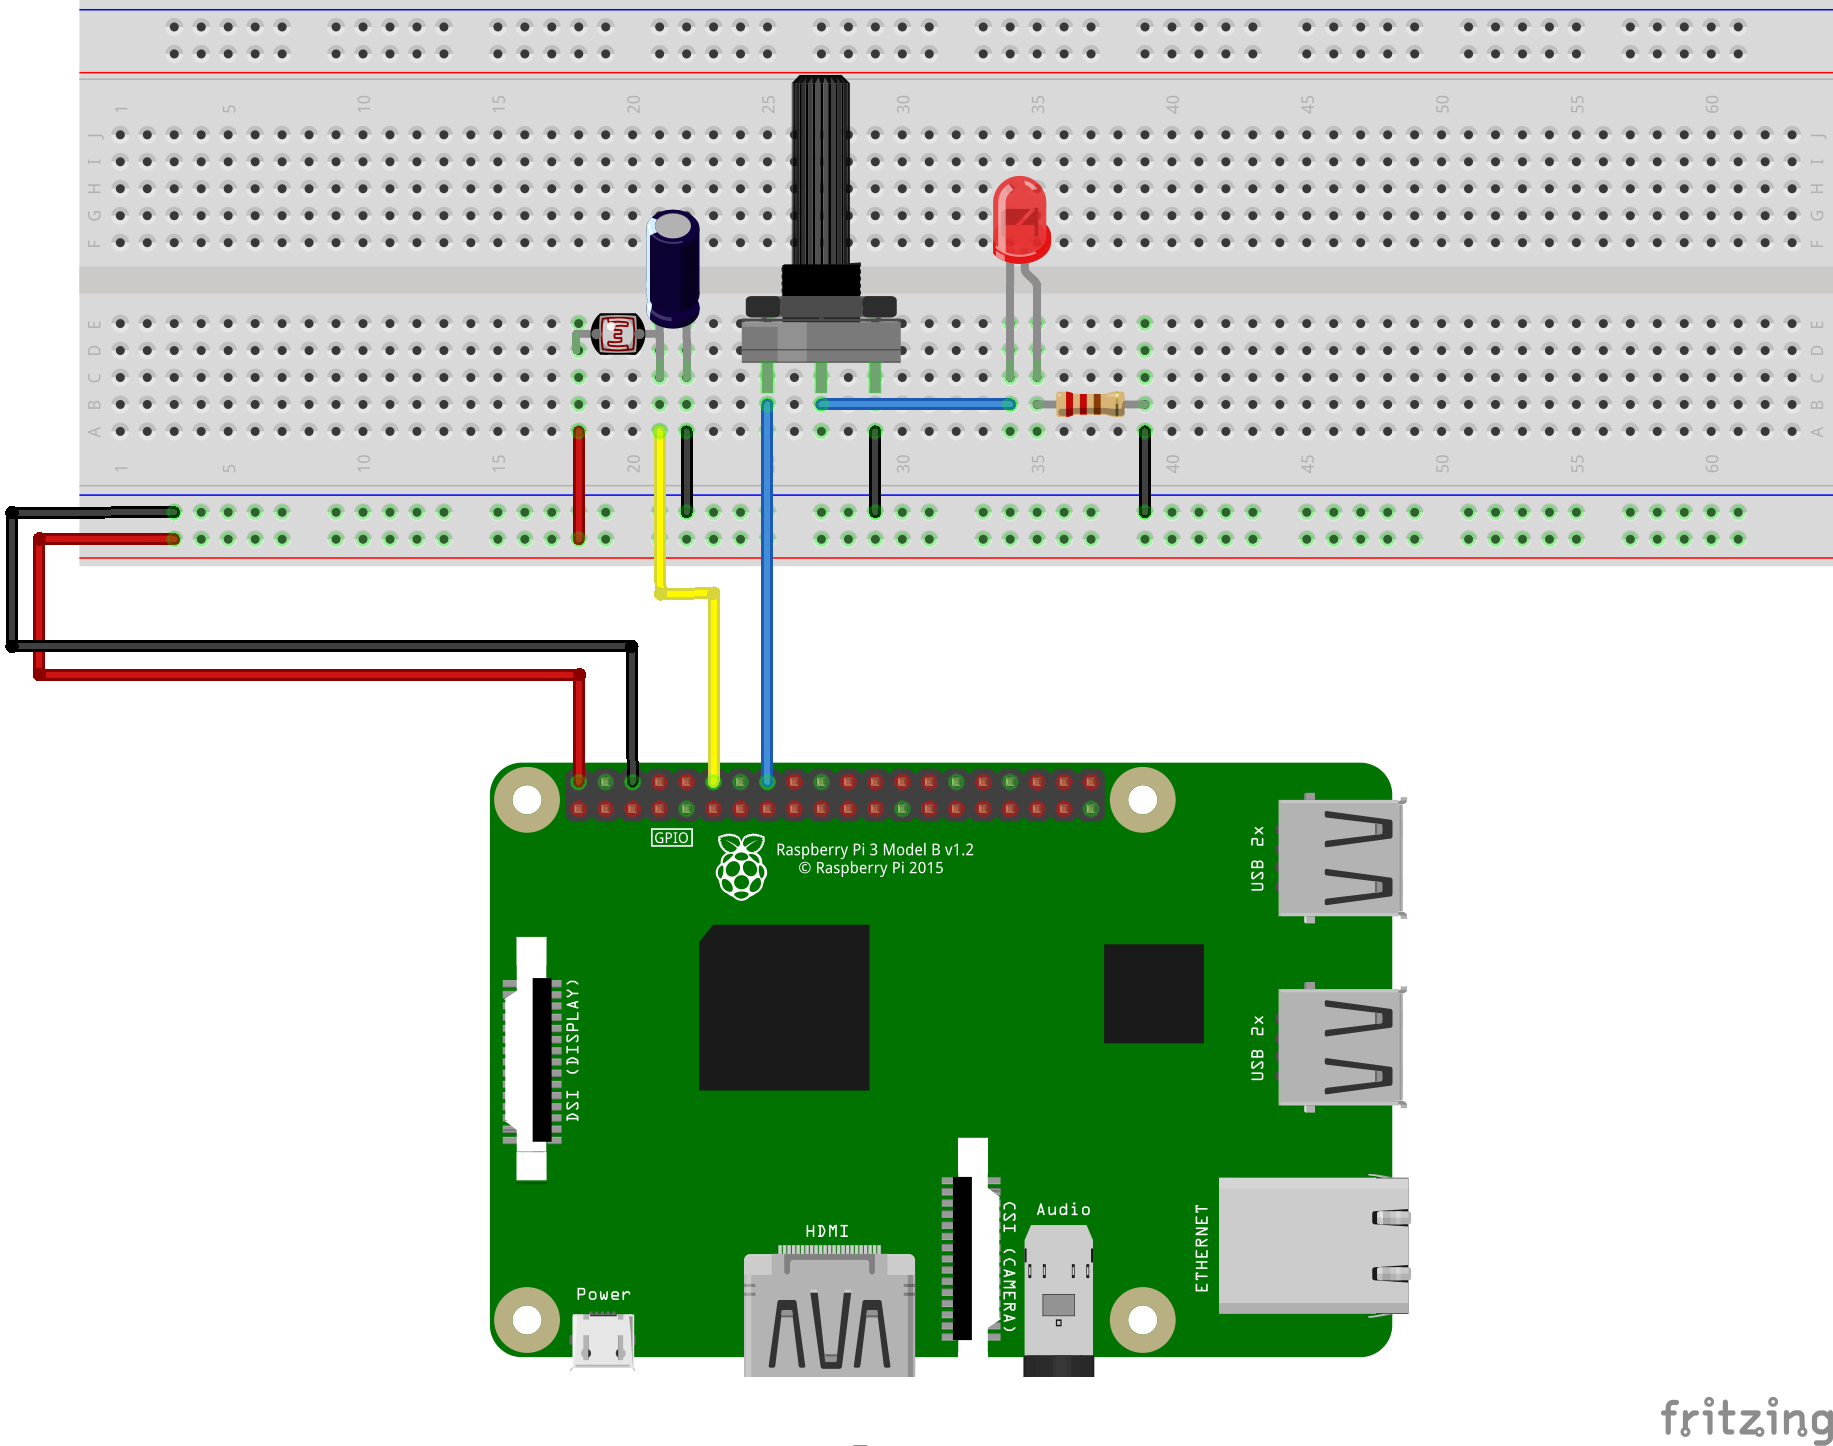 1 5 10 15 20 25 30 35 40 45 50 55 60
J J
I I
H H
G G
F F
E E
D D
C C
B B
A A
1 5 10 15 20 30 35 40 45 50 55 60
GPIO
Raspberry Pi 3 Model B v1.2
© Raspberry Pi 2015
USB 2x
DSI (DISPLAY)
USB 2x
CSI (CAMERA)
Audio
ETHERNET
HDMI
Power
fritzing